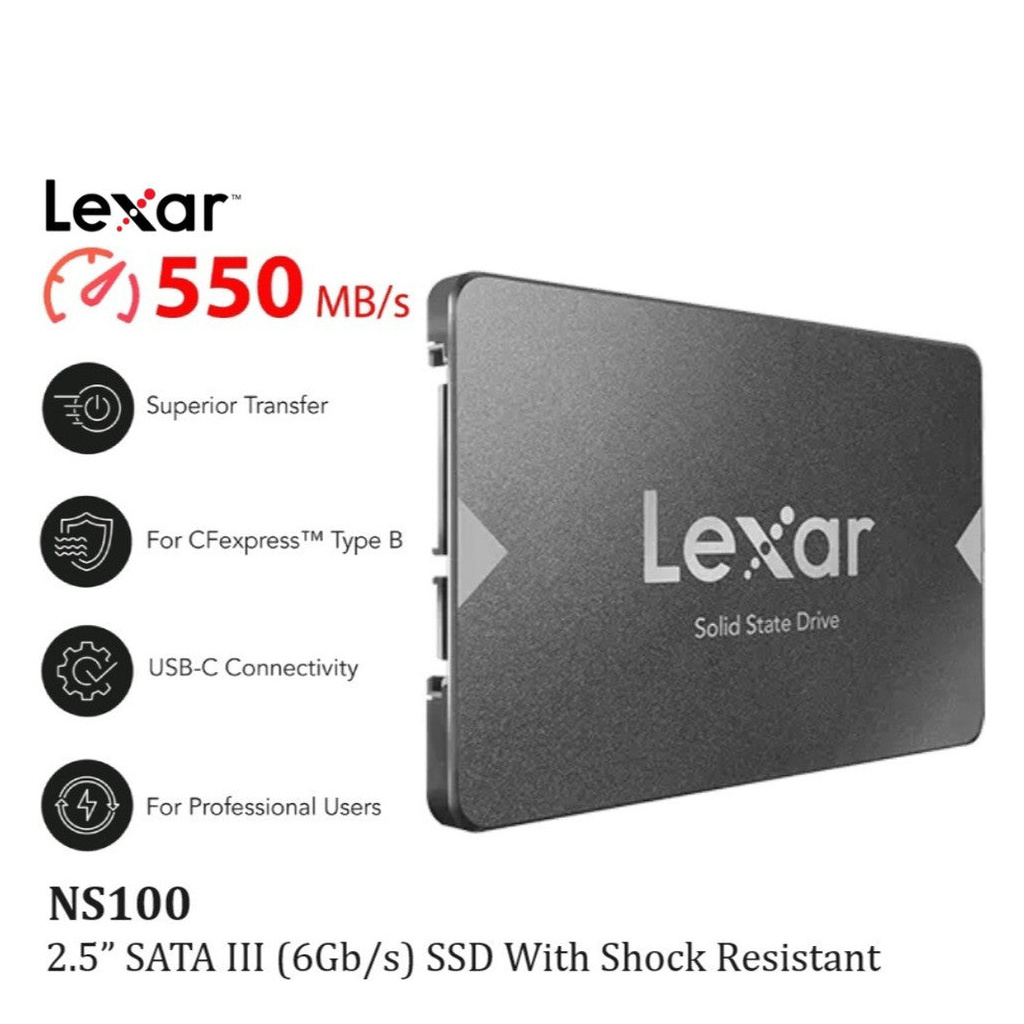 Lexar™
550 MB/s
Superior Transfer
For CFexpress™ Type B
USB-C Connectivity
For Professional Users
Lexar
Solid State Drive
NS100
2.5” SATA III (6Gb/s) SSD With Shock Resistant